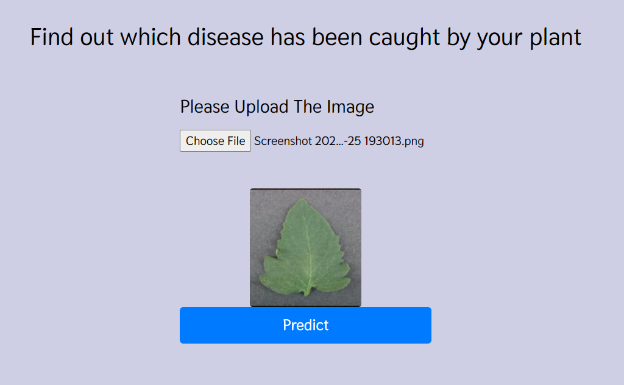 Find out which disease has been caught by your plant
Please Upload The Image
Choose File Screenshot 202...-25 193013.png
Predict